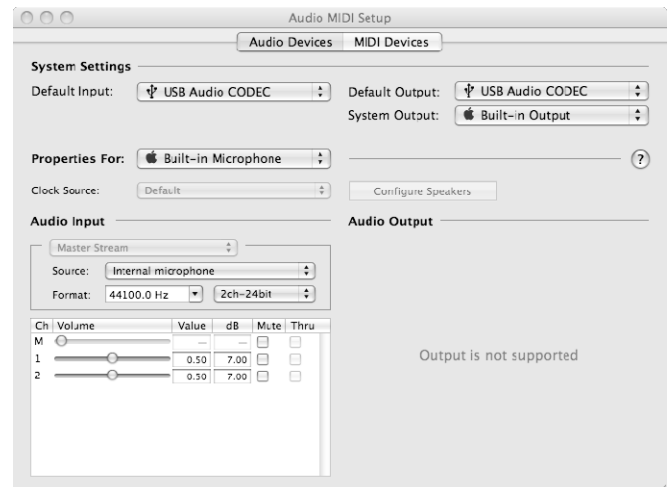 Audio MIDI Setup
Audio Devices MIDI Devices
System Settings
Default Input: USB Audio CODEC
Default Output: USB Audio CODEC
System Output: Built-in Output
Properties For: Built-in Microphone
?
Clock Source: Default
Configure Speakers
Audio Input
Audio Output
Master Stream
Source: Internal microphone
Format: 44100.0 Hz 2ch-24bit
Ch Volume Value dB Mute Thru
M — —
1 0.50 7.00
2 0.50 7.00
Output is not supported